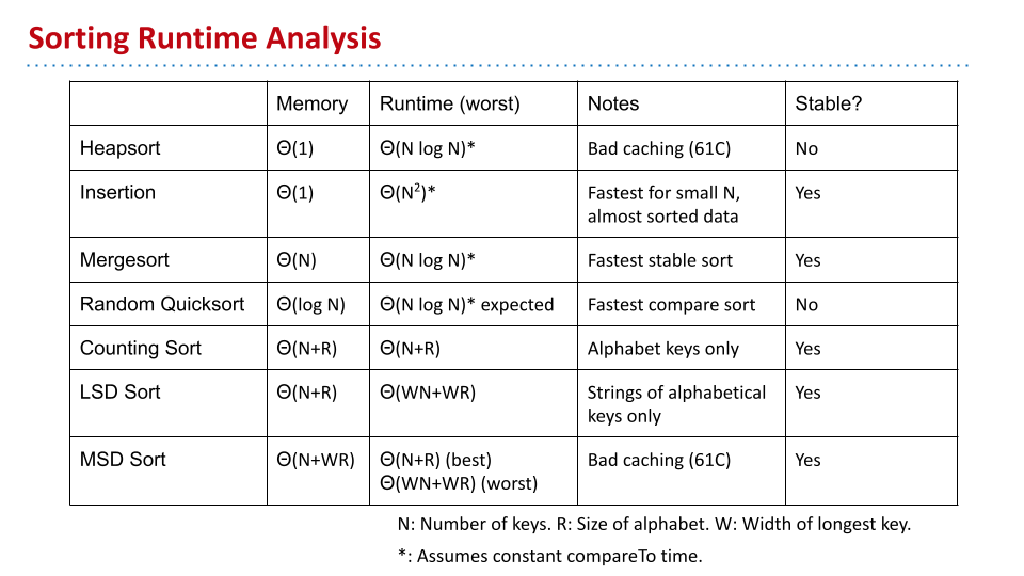 Sorting Runtime Analysis
Memory Runtime (worst) Notes Stable?
Heapsort Θ(1) Θ(N log N)* Bad caching (61C) No
Insertion Θ(1) Θ(N²)* Fastest for small N, Yes
almost sorted data
Mergesort Θ(N) Θ(N log N)* Fastest stable sort Yes
Random Quicksort Θ(log N) Θ(N log N)* expected Fastest compare sort No
Counting Sort Θ(N+R) Θ(N+R) Alphabet keys only Yes
LSD Sort Θ(N+R) Θ(WN+WR) Strings of alphabetical Yes
keys only
MSD Sort Θ(N+WR) Θ(N+R) (best) Bad caching (61C) Yes
Θ(WN+WR) (worst)
N: Number of keys. R: Size of alphabet. W: Width of longest key.
*: Assumes constant compareTo time.